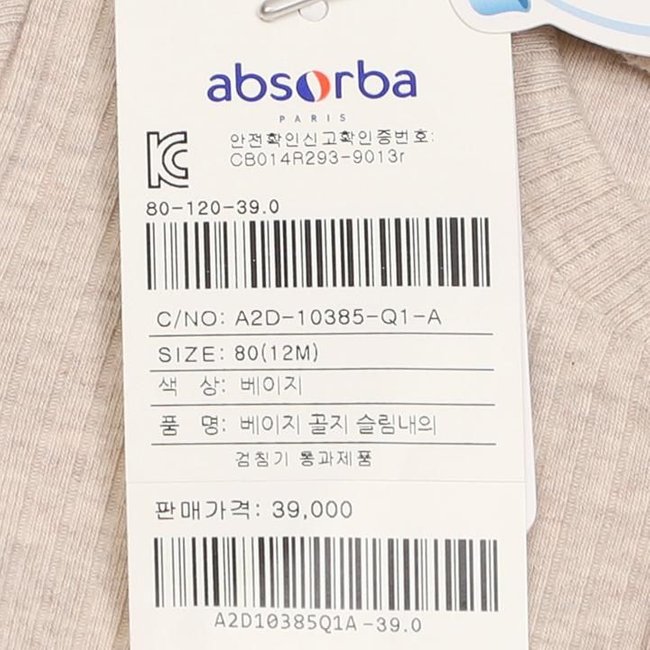 absorba
PARIS
안전확인신고확인증번호:
CB014R293-9013r
80-120-39.0
C/NO: A2D-10385-Q1-A
SIZE: 80(12M)
색 상: 베이지
품 명: 베이지 골지 슬림내의
검침기 통과제품
판매가격: 39,000
A2D10385Q1A-39.0